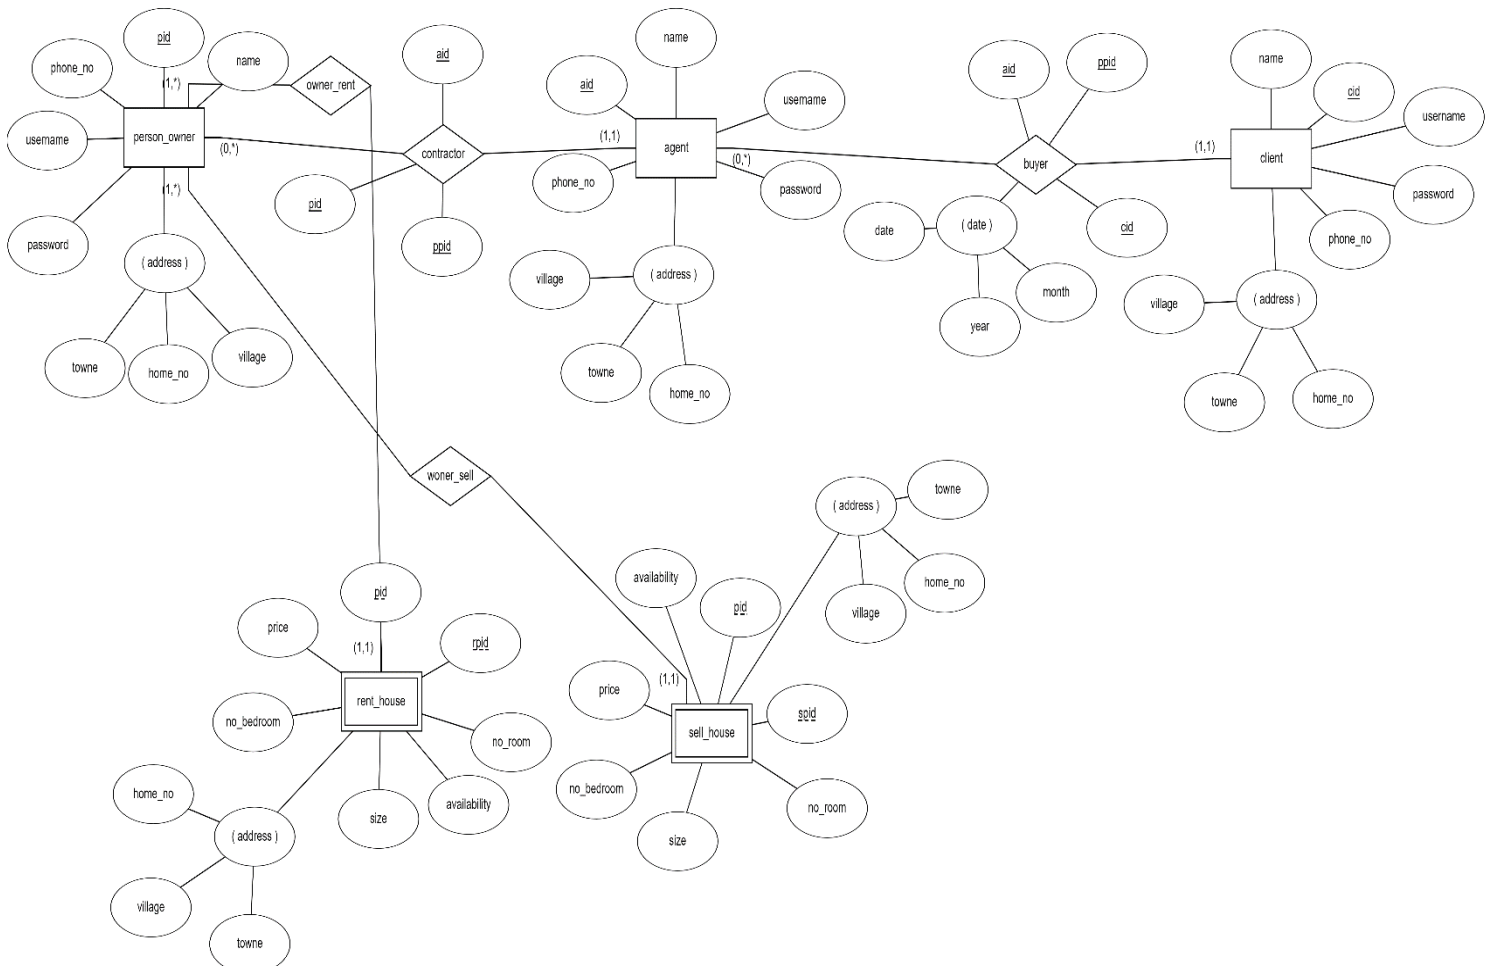 pid
name
phone_no
(1,*)
owner_rent
username
person_owner
(0,*)
(1,*)
password
( address )
towne
home_no
village
aid
contractor
pid
ppid
name
aid
username
(1,1)
agent
(0,*)
phone_no
password
village
( address )
towne
home_no
aid
ppid
buyer
(1,1)
date
( date )
cid
month
year
name
cid
username
client
password
phone_no
village
( address )
towne
home_no
woner_sell
pid
price
(1,1)
rpid
rent_house
no_bedroom
no_room
home_no
size
availability
( address )
village
towne
availability
pid
( address )
towne
home_no
village
price
(1,1)
spid
sell_house
no_bedroom
no_room
size